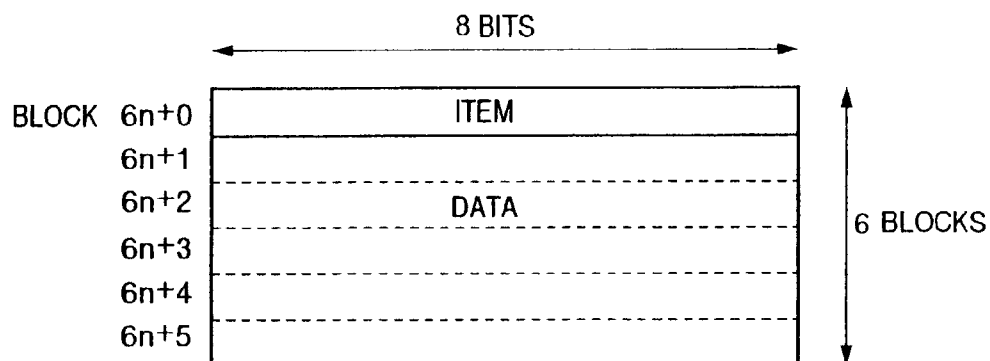 8 BITS
BLOCK 6n+0 ITEM
6n+1
6n+2 DATA
6n+3
6n+4
6n+5
6 BLOCKS